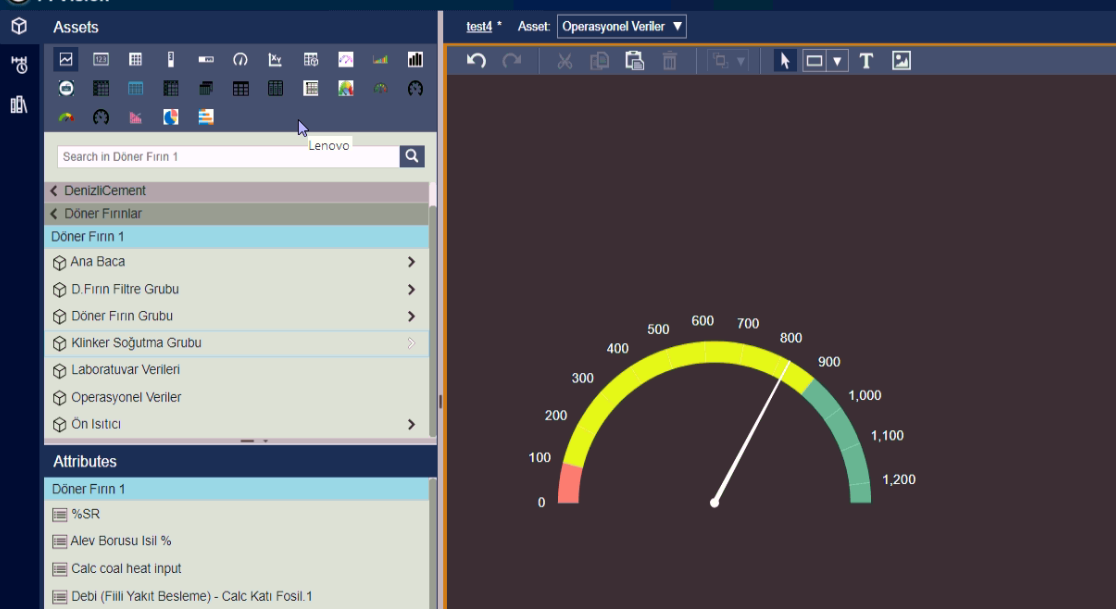 Assets
test4 * Asset: Operasyonel Veriler ▼
Lenovo
Search in Döner Fırın 1
DenizliCement
Döner Fırınlar
Döner Fırın 1
Ana Baca
D.Fırın Filtre Grubu
Döner Fırın Grubu
Klinker Soğutma Grubu
Laboratuvar Verileri
Operasyonel Veriler
Ön Isıtıcı
Attributes
Döner Fırın 1
%SR
Alev Borusu Isil %
Calc coal heat input
Debi (Fiili Yakıt Besleme) - Calc Katı Fosil.1
0
100
200
300
400
500
600
700
800
900
1,000
1,100
1,200